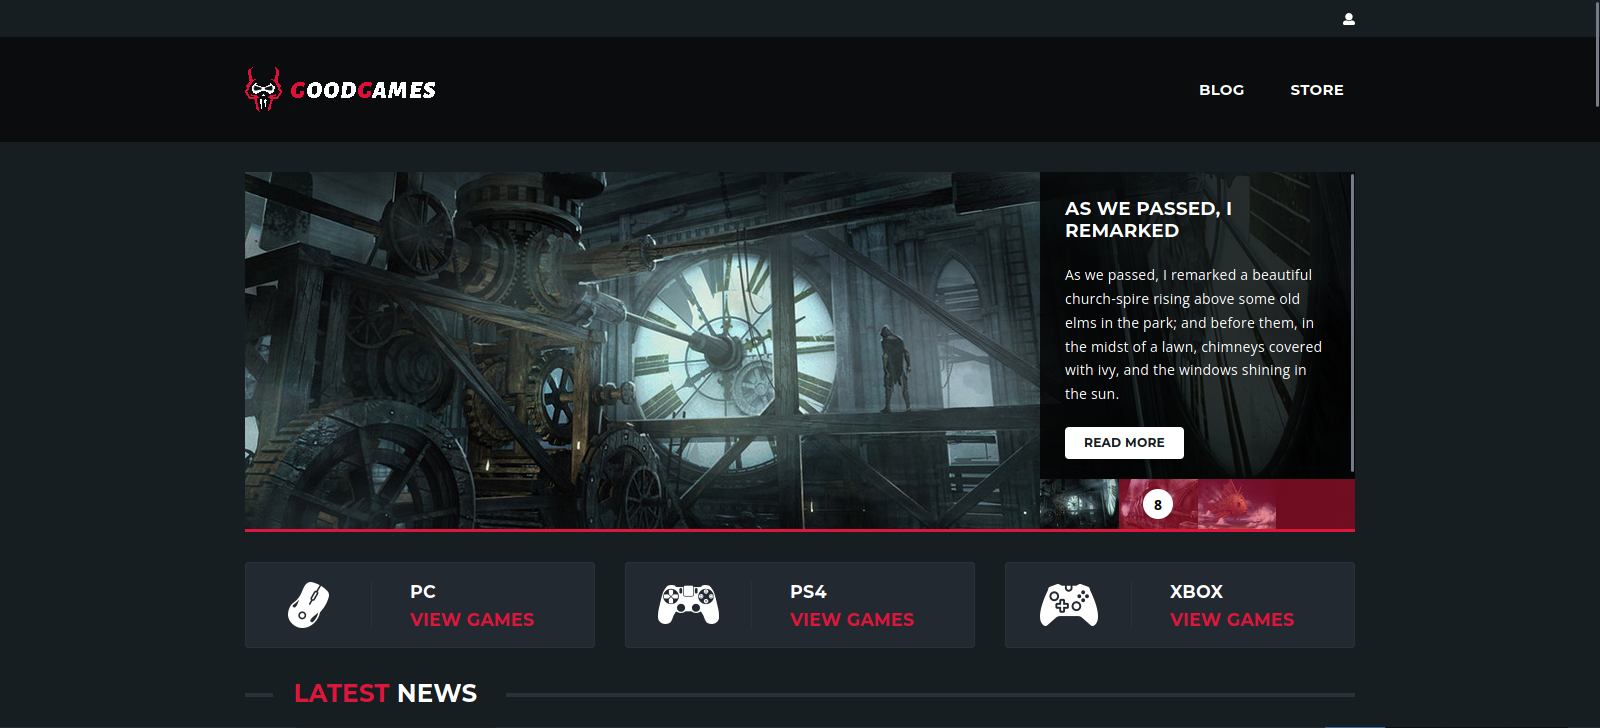 GOODGAMES
BLOG
STORE
AS WE PASSED, I
REMARKED
As we passed, I remarked a beautiful
church-spire rising above some old
elms in the park; and before them, in
the midst of a lawn, chimneys covered
with ivy, and the windows shining in
the sun.
READ MORE
8
PC
VIEW GAMES
PS4
VIEW GAMES
XBOX
VIEW GAMES
LATEST NEWS